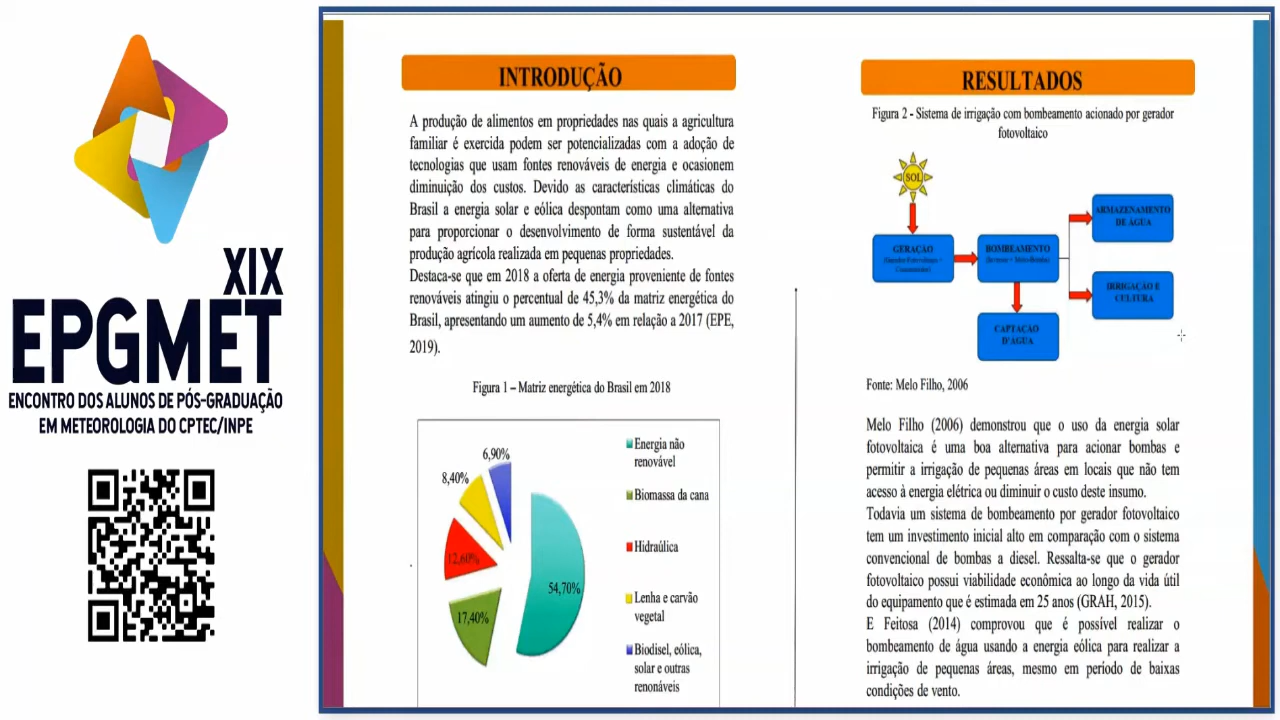 XIX
EPGMET
ENCONTRO DOS ALUNOS DE PÓS-GRADUAÇÃO
EM METEOROLOGIA DO CPTEC/INPE
INTRODUÇÃO
A produção de alimentos em propriedades nas quais a agricultura
familiar é exercida podem ser potencializadas com a adoção de
tecnologias que usam fontes renováveis de energia e ocasionem
diminuição dos custos. Devido as características climáticas do
Brasil a energia solar e eólica despontam como uma alternativa
para proporcionar o desenvolvimento de forma sustentável da
produção agrícola realizada em pequenas propriedades.
Destaca-se que em 2018 a oferta de energia proveniente de fontes
renováveis atingiu o percentual de 45,3% da matriz energética do
Brasil, apresentando um aumento de 5,4% em relação a 2017 (EPE,
2019).
Figura 1 – Matriz energética do Brasil em 2018
6,90%
8,40%
12,60%
17,40%
54,70%
Energia não
renovável
Biomassa da cana
Hidraúlica
Lenha e carvão
vegetal
Biodisel, eólica,
solar e outras
renonáveis
RESULTADOS
Figura 2 - Sistema de irrigação com bombeamento acionado por gerador
fotovoltaico
SOL
GERAÇÃO
BOMBEAMENTO
ARMAZENAMENTO
DE AGUA
IRRIGAÇÃO E
CULTURA
CAPTAÇÃO
D'AGUA
Fonte: Melo Filho, 2006
Melo Filho (2006) demonstrou que o uso da energia solar
fotovoltaica é uma boa alternativa para acionar bombas e
permitir a irrigação de pequenas áreas em locais que não tem
acesso à energia elétrica ou diminuir o custo deste insumo.
Todavia um sistema de bombeamento por gerador fotovoltaico
tem um investimento inicial alto em comparação com o sistema
convencional de bombas a diesel. Ressalta-se que o gerador
fotovoltaico possui viabilidade econômica ao longo da vida útil
do equipamento que é estimada em 25 anos (GRAH, 2015).
E Feitosa (2014) comprovou que é possível realizar o
bombeamento de água usando a energia eólica para realizar a
irrigação de pequenas áreas, mesmo em período de baixas
condições de vento.